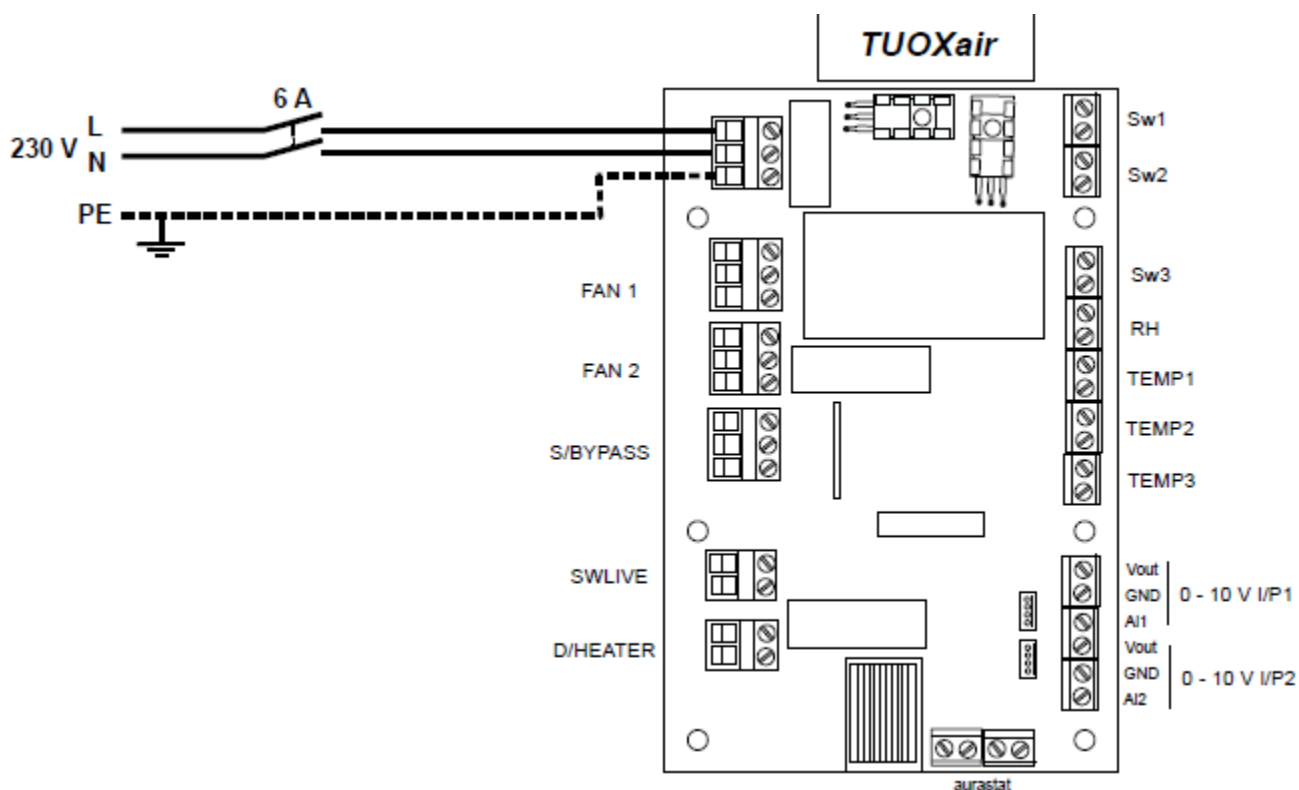 TUOXair
6 A
L
230 V
N
PE
FAN 1
FAN 2
S/BYPASS
SWLIVE
D/HEATER
Sw1
Sw2
Sw3
RH
TEMP1
TEMP2
TEMP3
Vout
GND
AI1
0 - 10 V I/P1
Vout
GND
AI2
0 - 10 V I/P2
aurastat